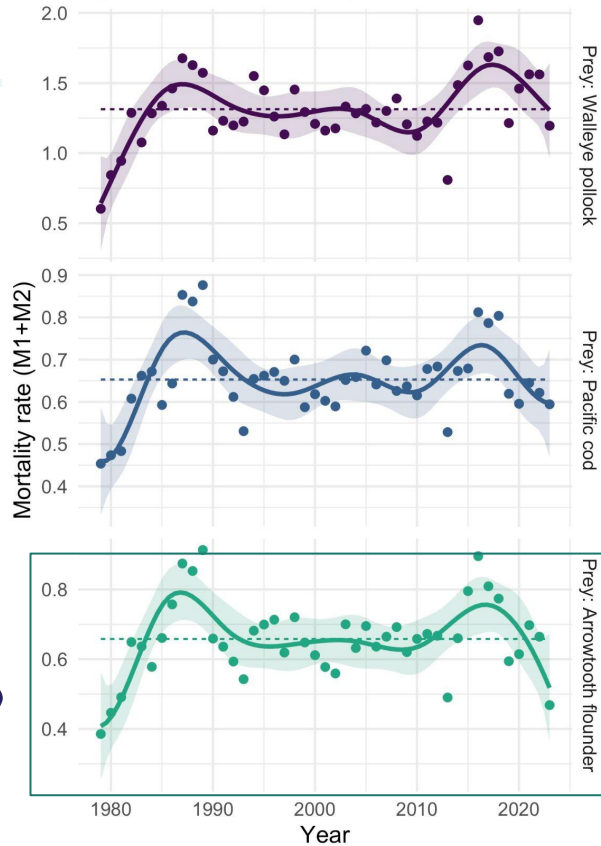 2.0
1.5
1.0
0.5
Prey: Walleye pollock
0.9
0.8
0.7
0.6
0.5
0.4
Prey: Pacific cod
Mortality rate (M1+M2)
0.8
0.6
0.4
Prey: Arrowtooth flounder
1980 1990 2000 2010 2020
Year